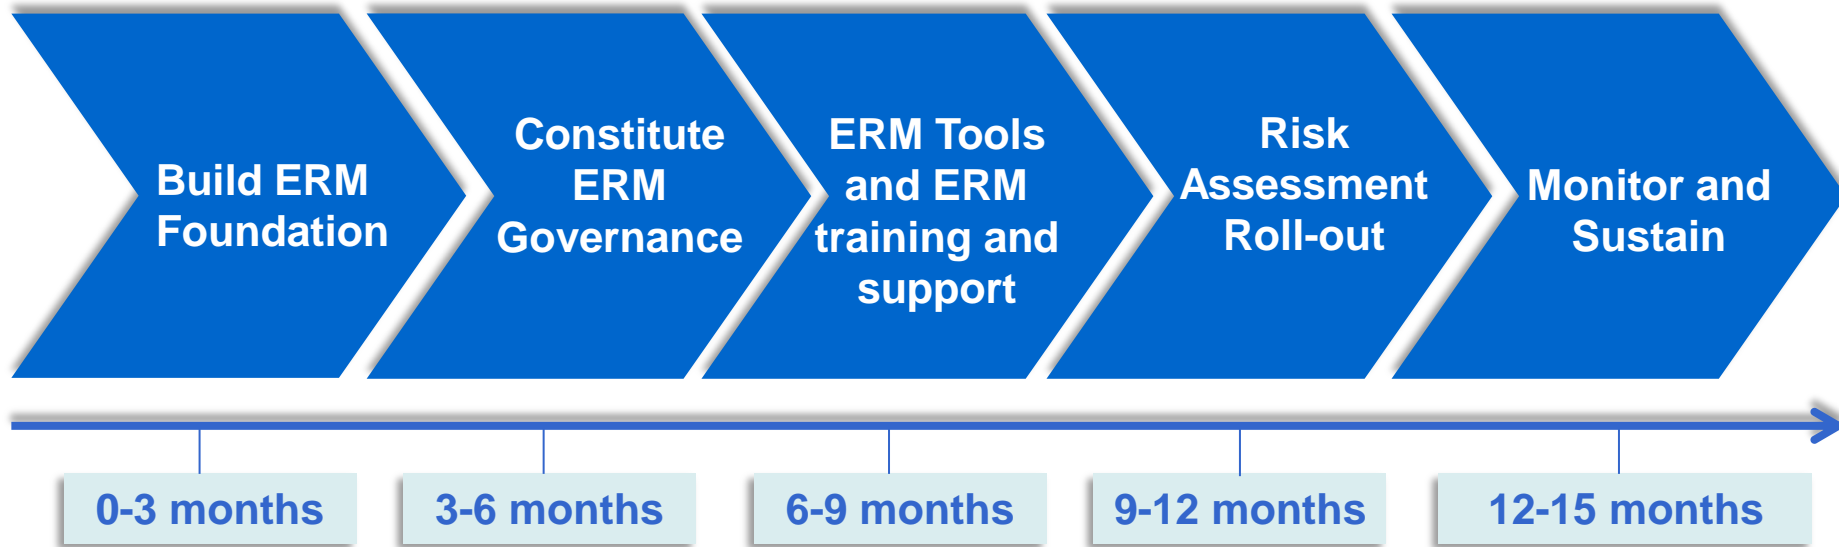 Build ERM
Foundation
Constitute
ERM
Governance
ERM Tools
and ERM
training and
support
Risk
Assessment
Roll-out
Monitor and
Sustain
0-3 months
3-6 months
6-9 months
9-12 months
12-15 months